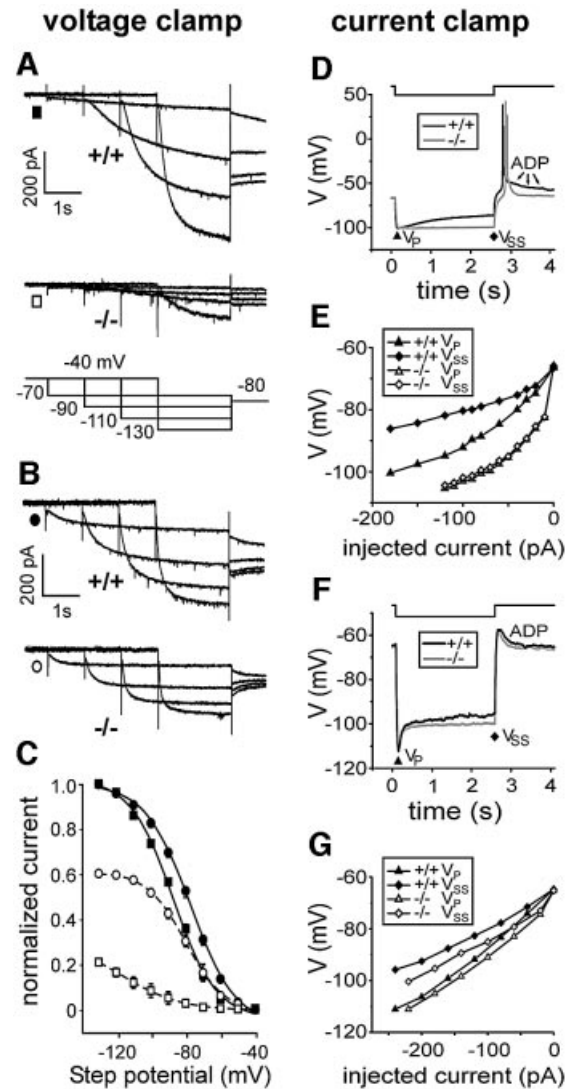 voltage clamp
current clamp
A
+/+
200 pA
1s
-/-
-40 mV
-70
-90
-110
-130
-80
B
+/+
200 pA
1s
-/-
C
normalized current
1.0
0.8
0.6
0.4
0.2
0
-120 -80 -40
Step potential (mV)
D
V (mV)
50
0
-50
-100
+/+
-/-
ADP
VP
VSS
0 1 2 3 4
time (s)
E
V (mV)
-60
-80
-100
+/+ VP
+/+ VSS
-/- VP
-/- VSS
-200 -100 0
injected current (pA)
F
V (mV)
-60
-80
-100
-120
+/+
-/-
ADP
VP
VSS
0 1 2 3 4
time (s)
G
V (mV)
-60
-80
-100
-120
+/+ VP
+/+ VSS
-/- VP
-/- VSS
-200 -100 0
injected current (pA)